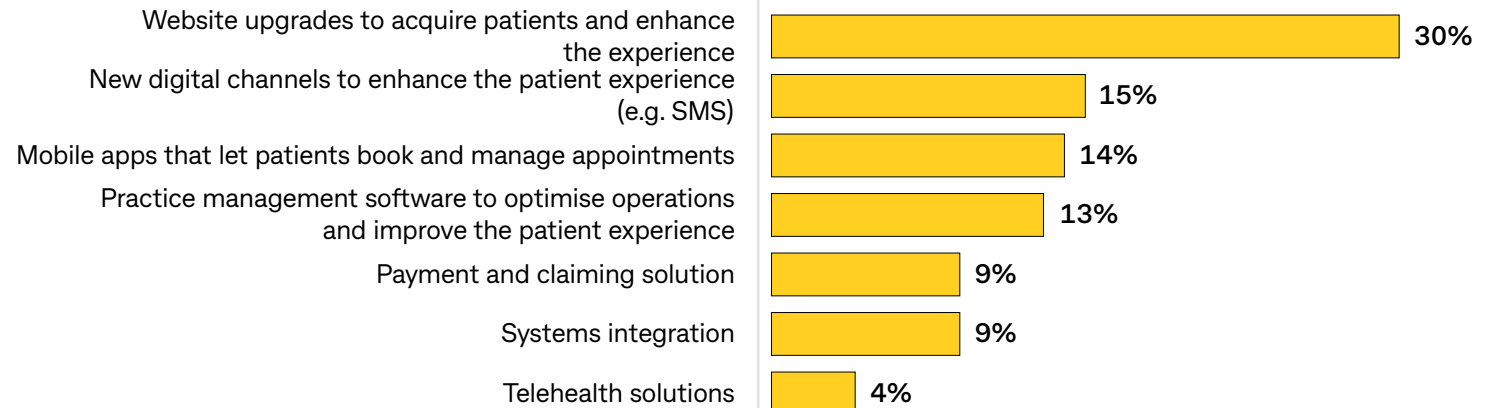 Website upgrades to acquire patients and enhance
the experience
30%
New digital channels to enhance the patient experience
(e.g. SMS)
15%
Mobile apps that let patients book and manage appointments
14%
Practice management software to optimise operations
and improve the patient experience
13%
Payment and claiming solution
9%
Systems integration
9%
Telehealth solutions
4%